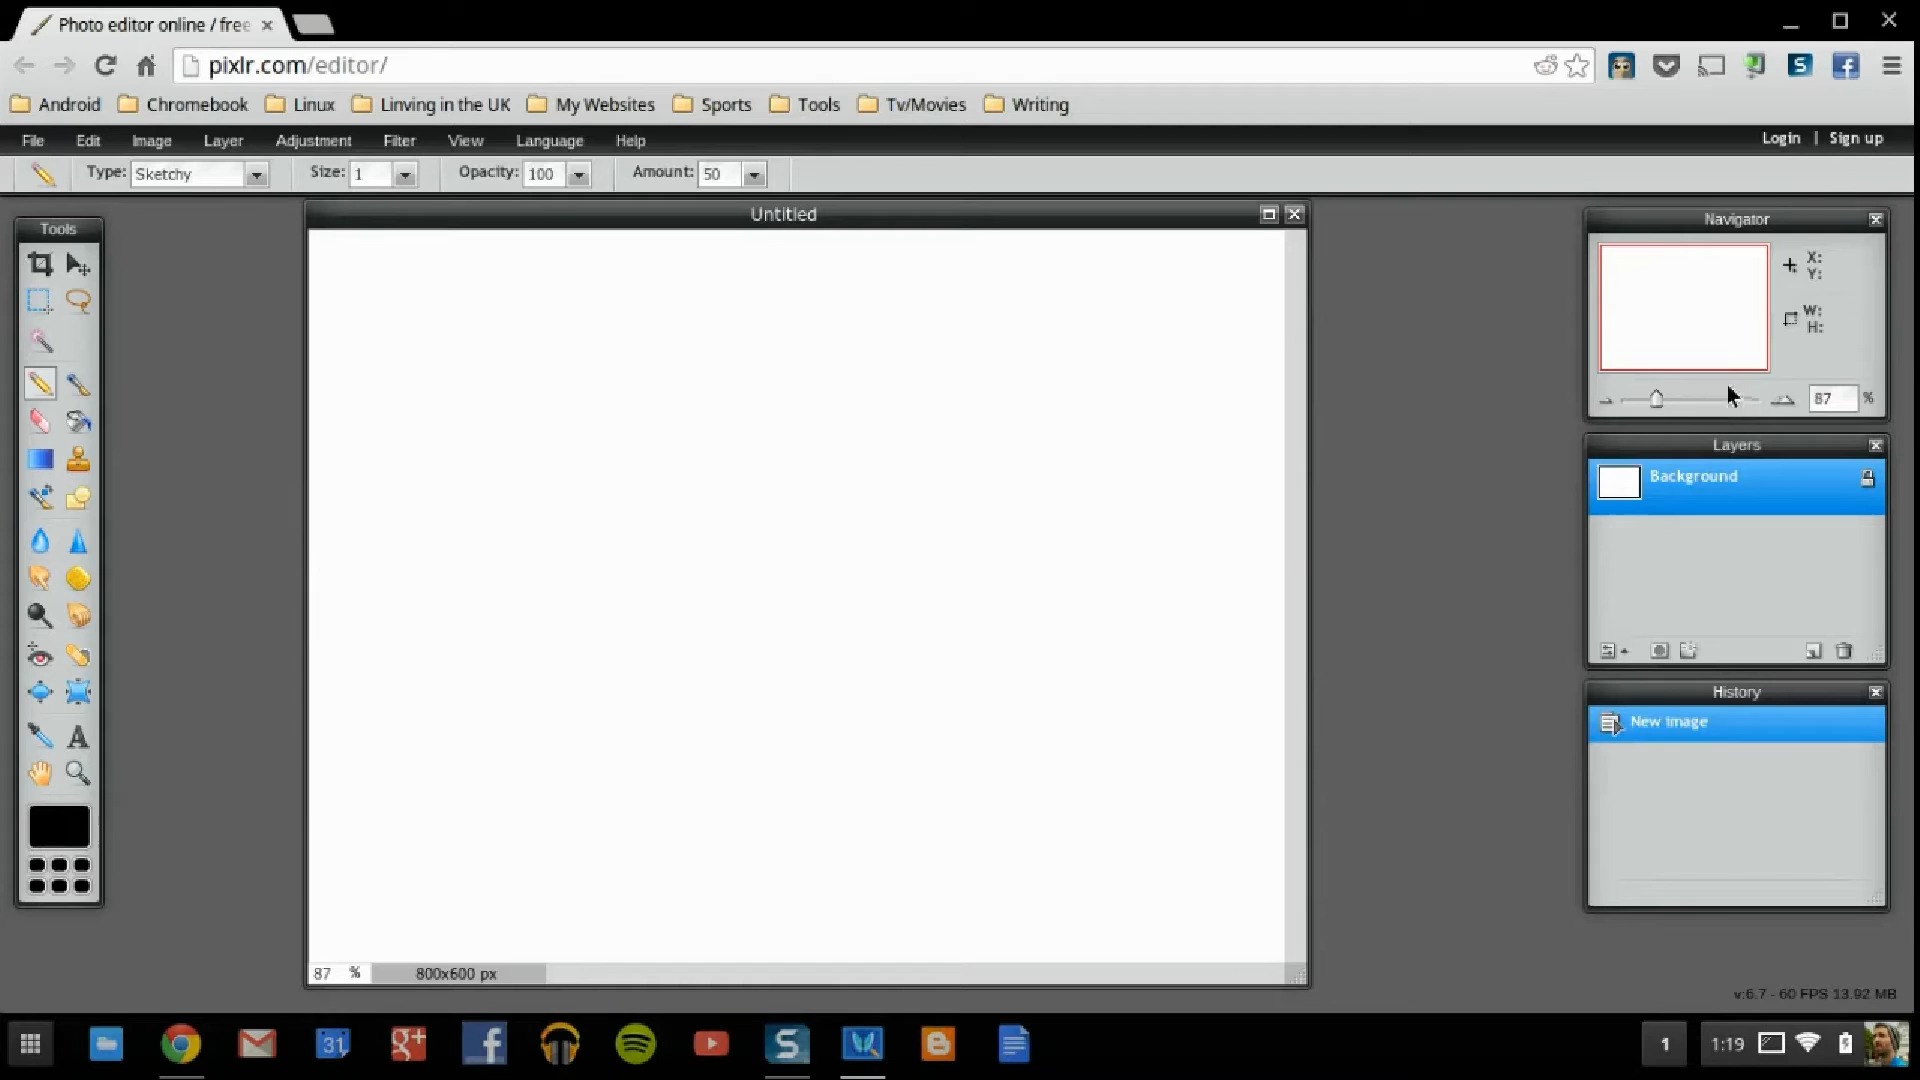 Photo editor online / free
pixlr.com/editor/
Android Chromebook Linux Linving in the UK My Websites Sports Tools Tv/Movies Writing
File Edit Image Layer Adjustment Filter View Language Help Login | Sign up
Type: Sketchy Size: 1 Opacity: 100 Amount: 50
Tools
Untitled
Navigator
X:
Y:
W:
H:
87 %
Layers
Background
History
New image
87 % 800x600 px
v:6.7 - 60 FPS 13.92 MB
31 g+ f S B
1 1:19